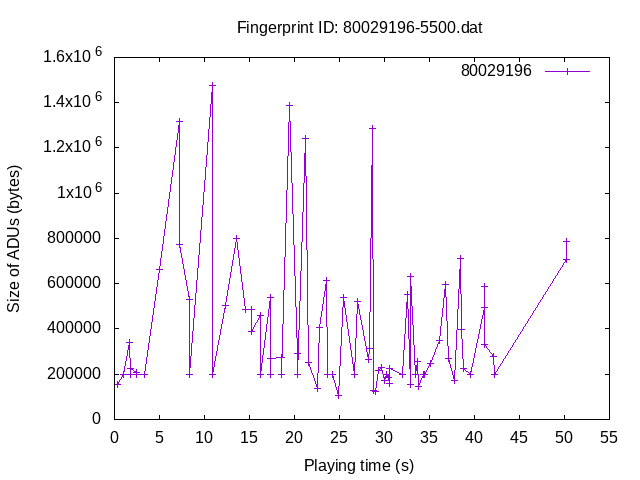 Fingerprint ID: 80029196-5500.dat
80029196
1.6x10^6
1.4x10^6
1.2x10^6
1x10^6
800000
600000
400000
200000
0
Size of ADUs (bytes)
0 5 10 15 20 25 30 35 40 45 50 55
Playing time (s)